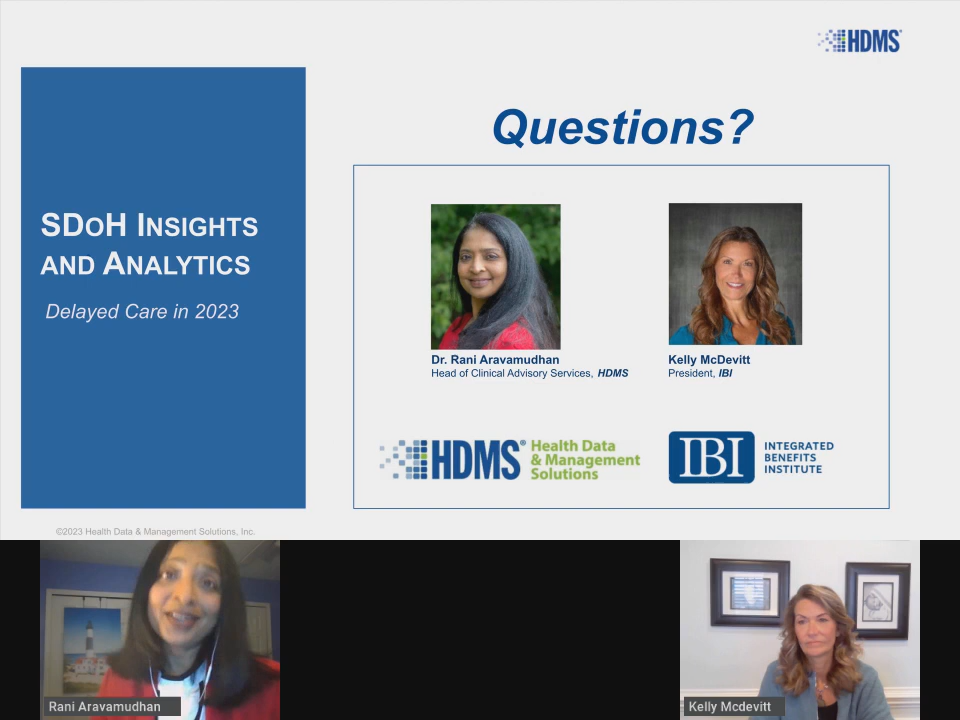 HDMS®
Questions?
SDoH Insights
and Analytics
Delayed Care in 2023
Dr. Rani Aravamudhan
Head of Clinical Advisory Services, HDMS
Kelly McDevitt
President, IBI
HDMS® Health Data
& Management
Solutions
IBI INTEGRATED
BENEFITS
INSTITUTE
©2023 Health Data & Management Solutions, Inc.
Rani Aravamudhan
Kelly Mcdevitt